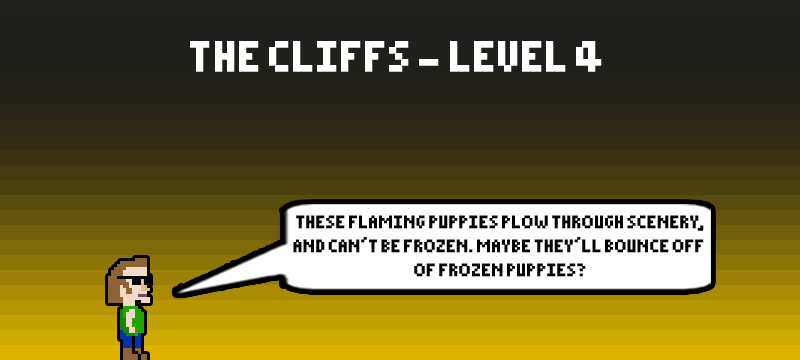 THE CLIFFS - LEVEL 4
THESE FLAMING PUPPIES PLOW THROUGH SCENERY,
AND CAN'T BE FROZEN. MAYBE THEY'LL BOUNCE OFF
OF FROZEN PUPPIES?